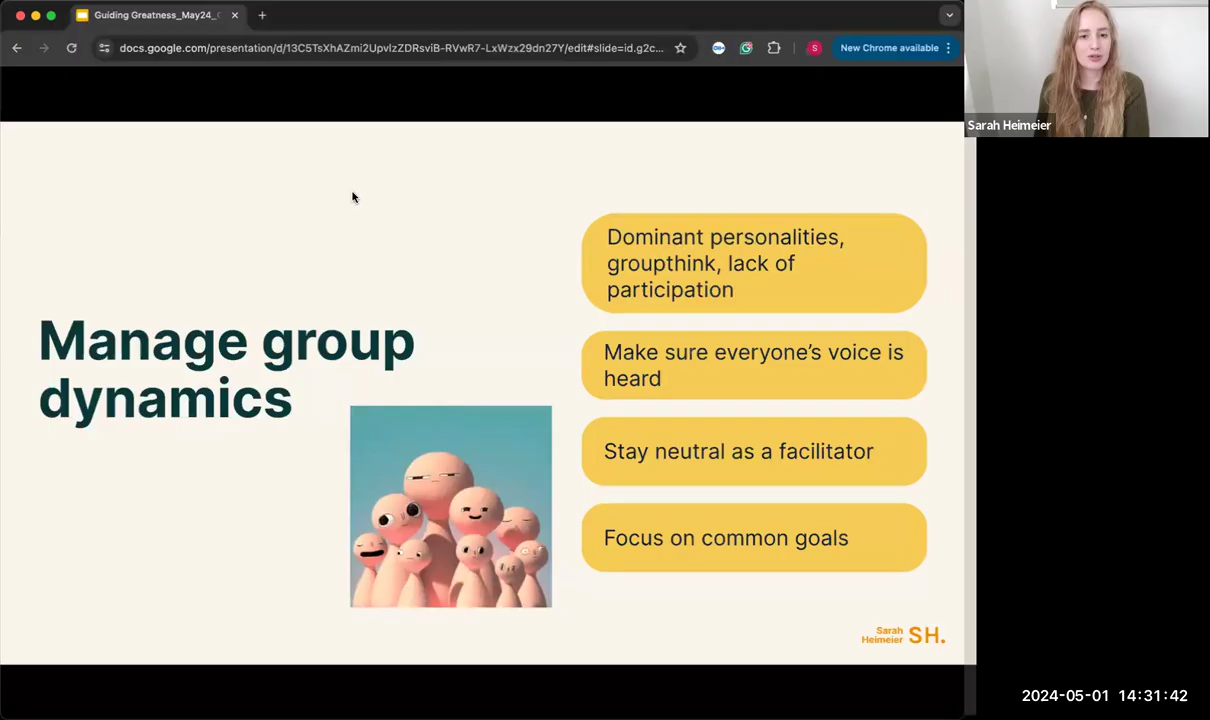 Guiding Greatness_May24_
docs.google.com/presentation/d/13C5TsXhAZmi2UpvIzZDRsviB-RVwR7-LxWzx29dn27Y/edit#slide=id.g2c...
S
New Chrome available
Sarah Heimeier
Manage group
dynamics
Dominant personalities,
groupthink, lack of
participation
Make sure everyone’s voice is
heard
Stay neutral as a facilitator
Focus on common goals
Sarah
Heimeier
SH.
2024-05-01 14:31:42